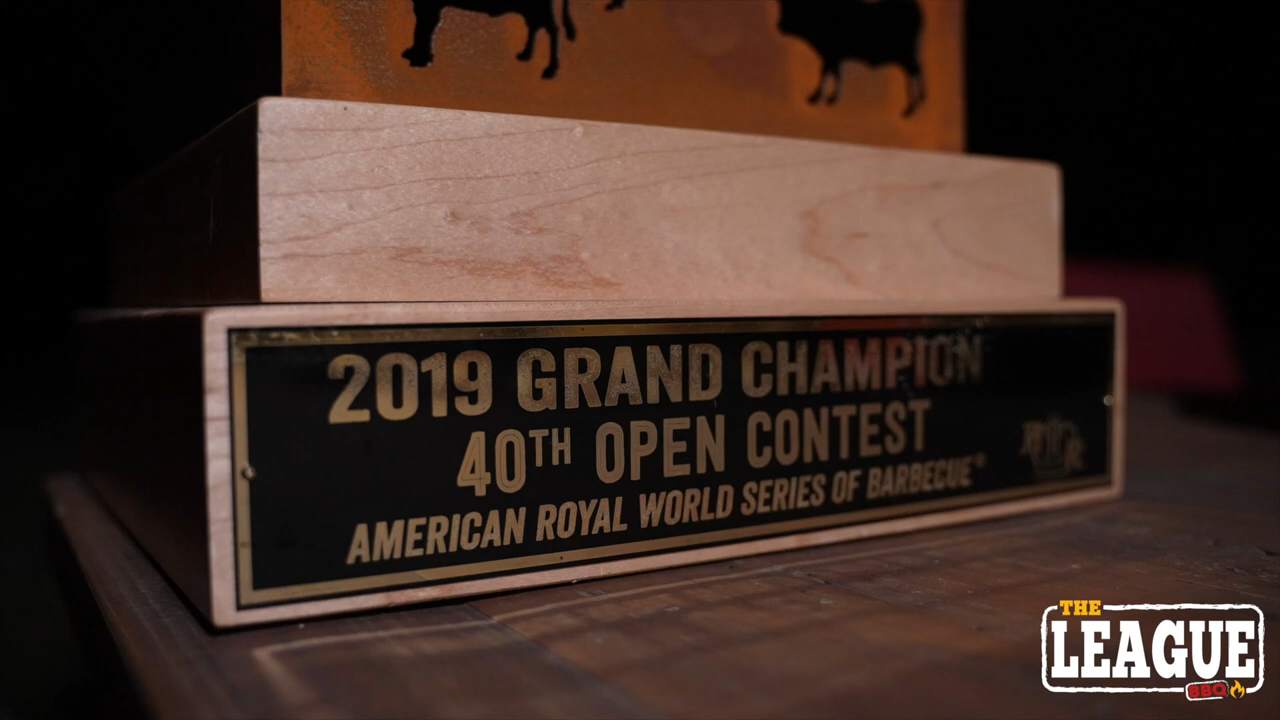 2019 GRAND CHAMPION
40TH OPEN CONTEST
AMERICAN ROYAL WORLD SERIES OF BARBECUE®
THE
LEAGUE
BBQ